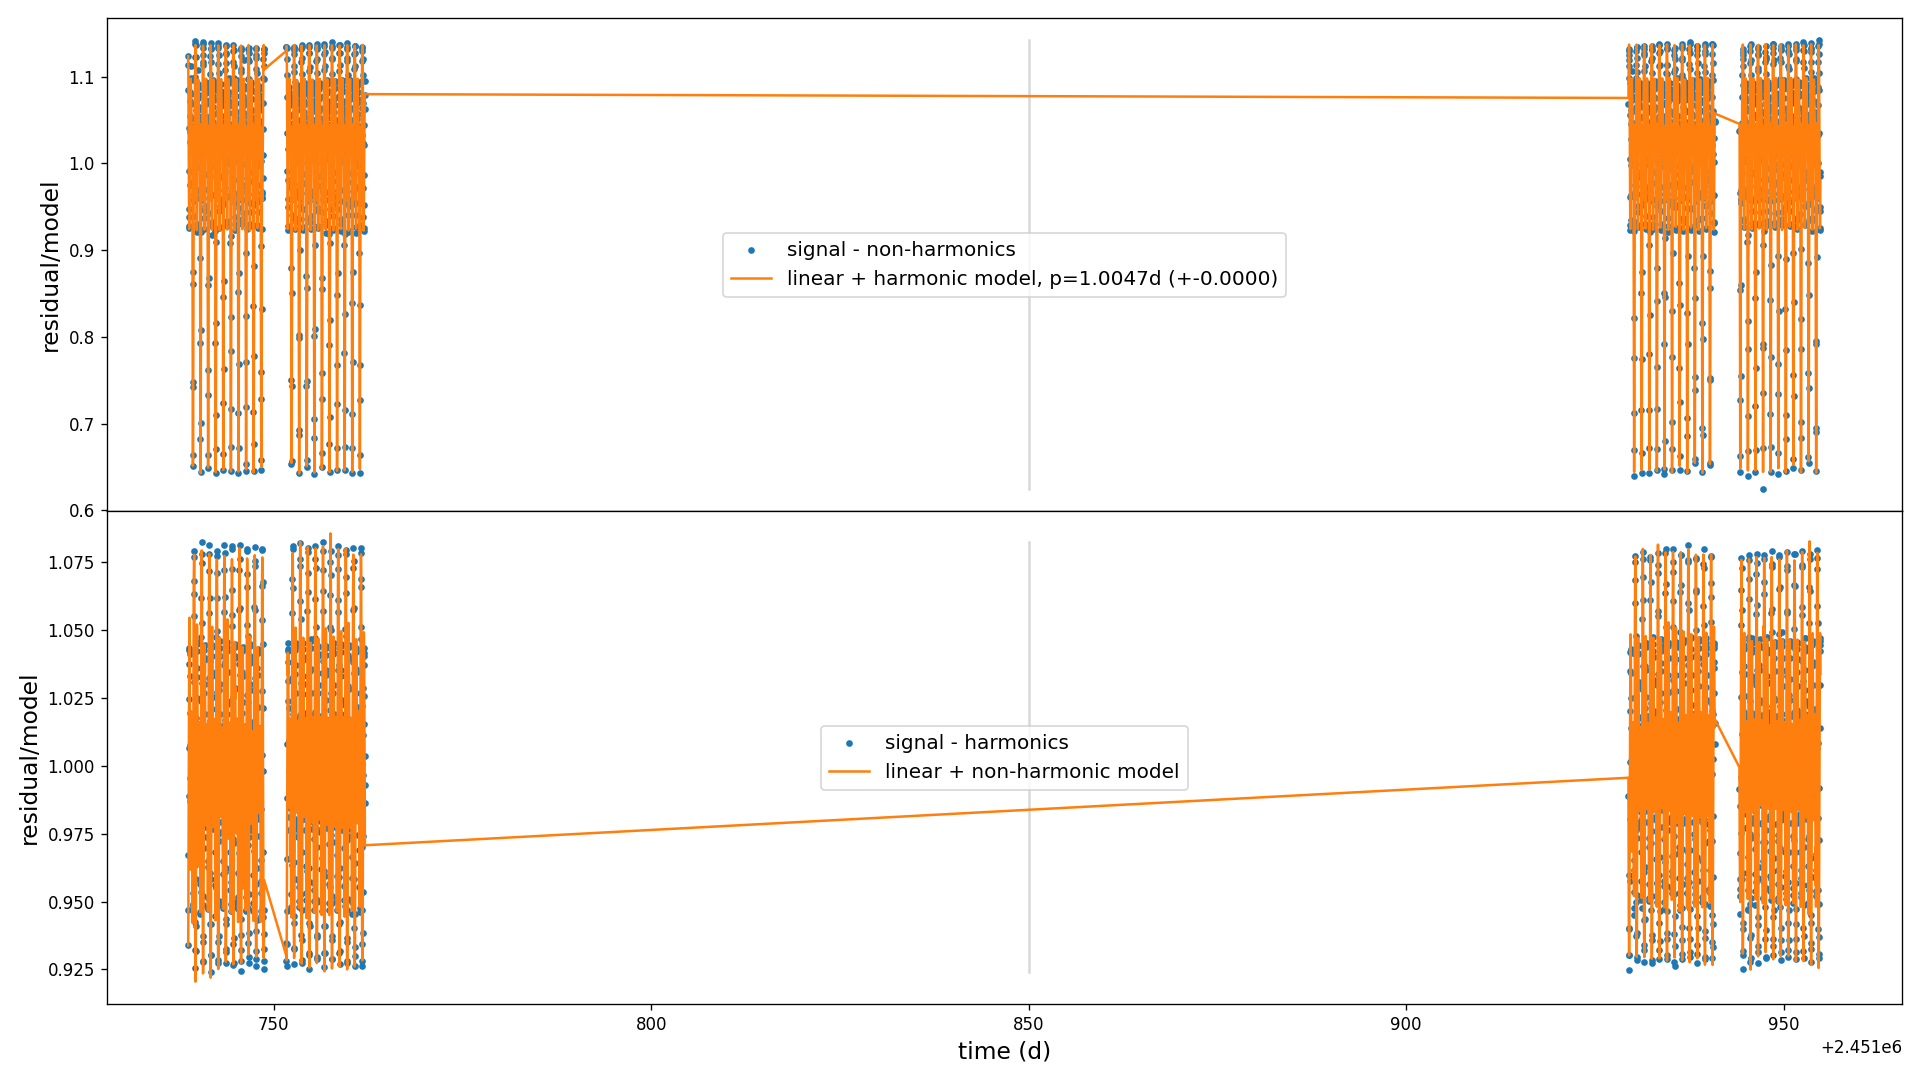 1.1
1.0
0.9
0.8
0.7
0.6
residual/model
signal - non-harmonics
linear + harmonic model, p=1.0047d (+-0.0000)
1.075
1.050
1.025
1.000
0.975
0.950
0.925
residual/model
signal - harmonics
linear + non-harmonic model
750 800 850 900 950
time (d)
+2.451e6